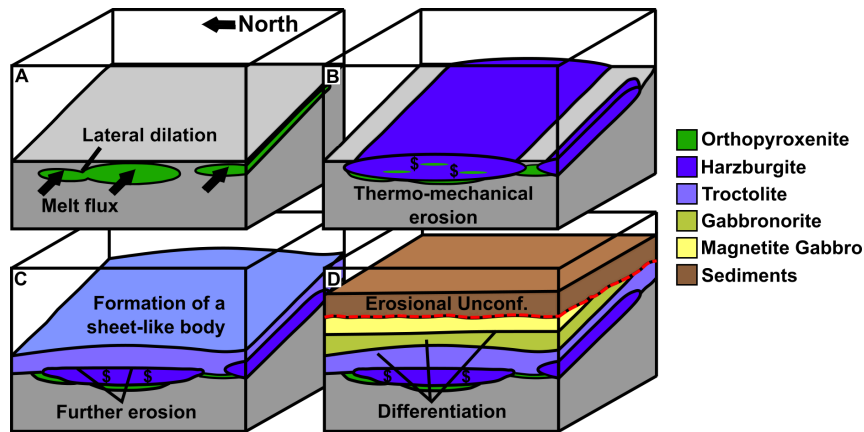 North
A
Lateral dilation
Melt flux
B
$
$
Thermo-mechanical
erosion
Orthopyroxenite
Harzburgite
Troctolite
Gabbronorite
Magnetite Gabbro
Sediments
C
Formation of a
sheet-like body
$ $
Further erosion
D
Erosional Unconf.
$ $
Differentiation